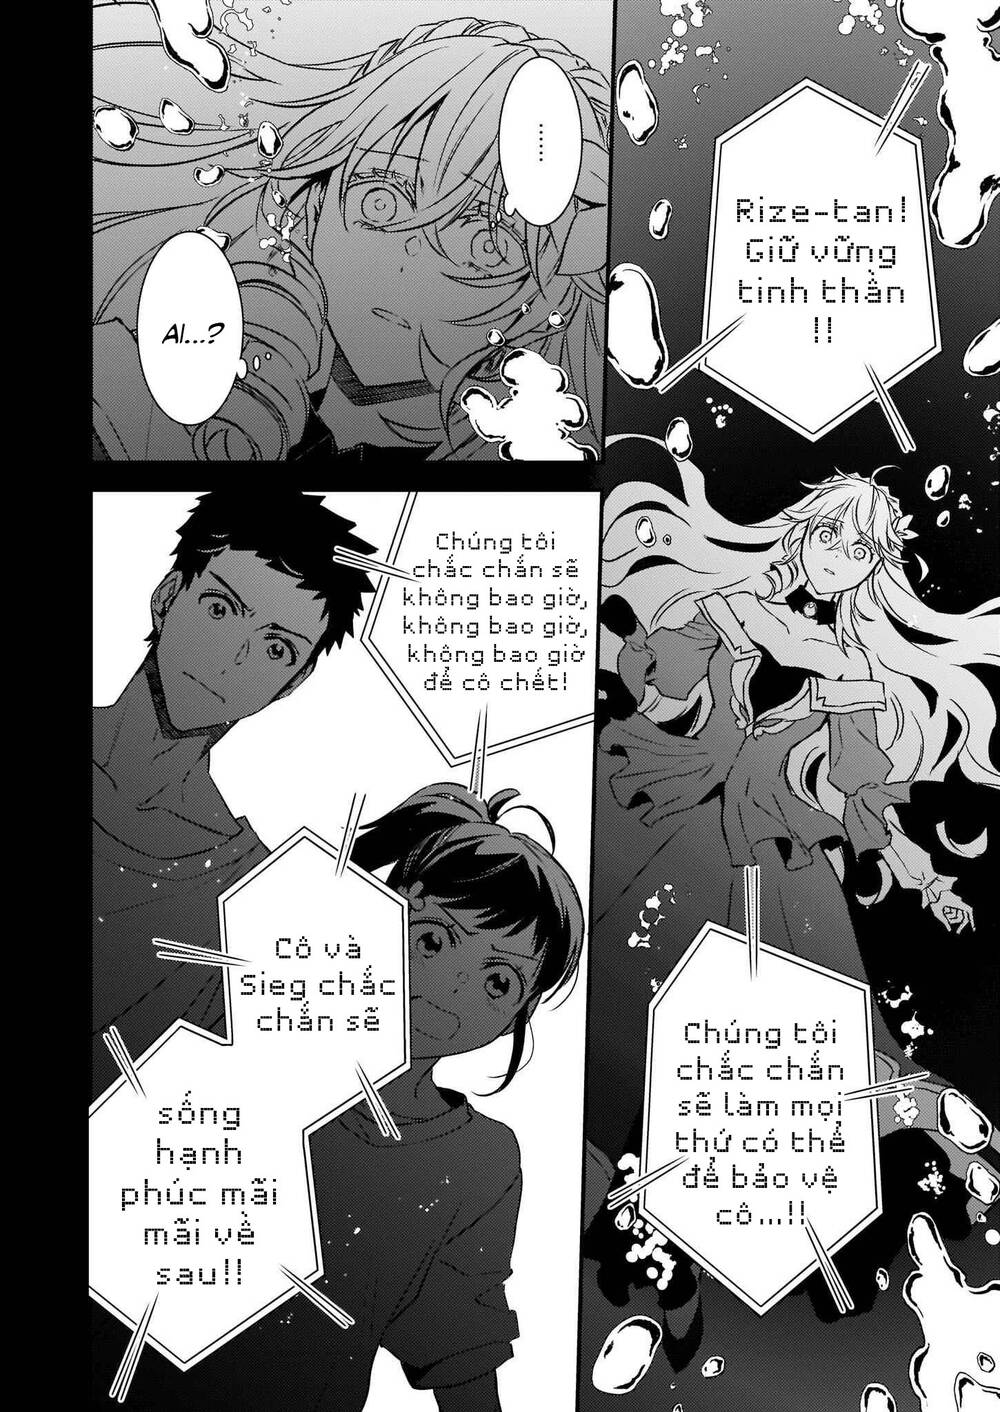 Rize-tan!
Giữ vững
tinh thần
!!
Chúng tôi
chắc chắn
sẽ làm mọi
thứ có thể
để bảo vệ
cô...!!
......
AI...?
Chúng tôi
chắc chắn sẽ
không bao giờ,
không bao giờ,
không bao giờ
để cô chết!
Cô và
Sieg chắc
chắn sẽ
sống
hạnh
phúc mãi
mãi về
sau!!